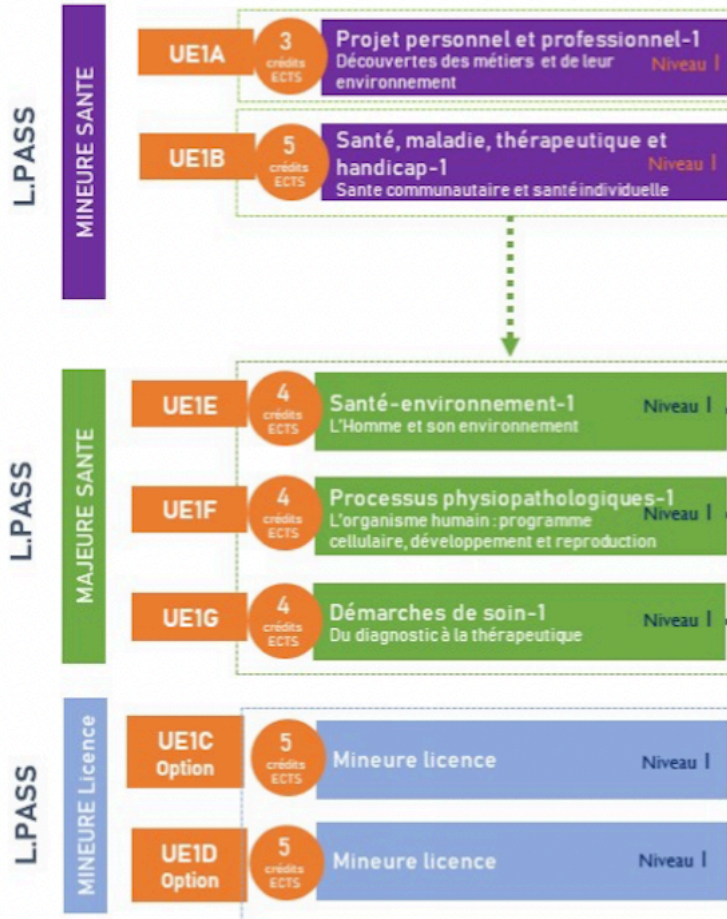 L.PASS
MINEURE SANTE
UE1A
3
crédits
ECTS
Projet personnel et professionnel-1
Découvertes des métiers et de leur
environnement
Niveau I
UE1B
5
crédits
ECTS
Santé, maladie, thérapeutique et
handicap-1
Sante communautaire et santé individuelle
Niveau I
L.PASS
MAJEURE SANTE
UE1E
4
crédits
ECTS
Santé-environnement-1
L'Homme et son environnement
Niveau I
UE1F
4
crédits
ECTS
Processus physiopathologiques-1
L'organisme humain : programme
cellulaire, développement et reproduction
Niveau I
UE1G
4
crédits
ECTS
Démarches de soin-1
Du diagnostic à la thérapeutique
Niveau I
L.PASS
MINEURE Licence
UE1C
Option
5
crédits
ECTS
Mineure licence
Niveau I
UE1D
Option
5
crédits
ECTS
Mineure licence
Niveau I